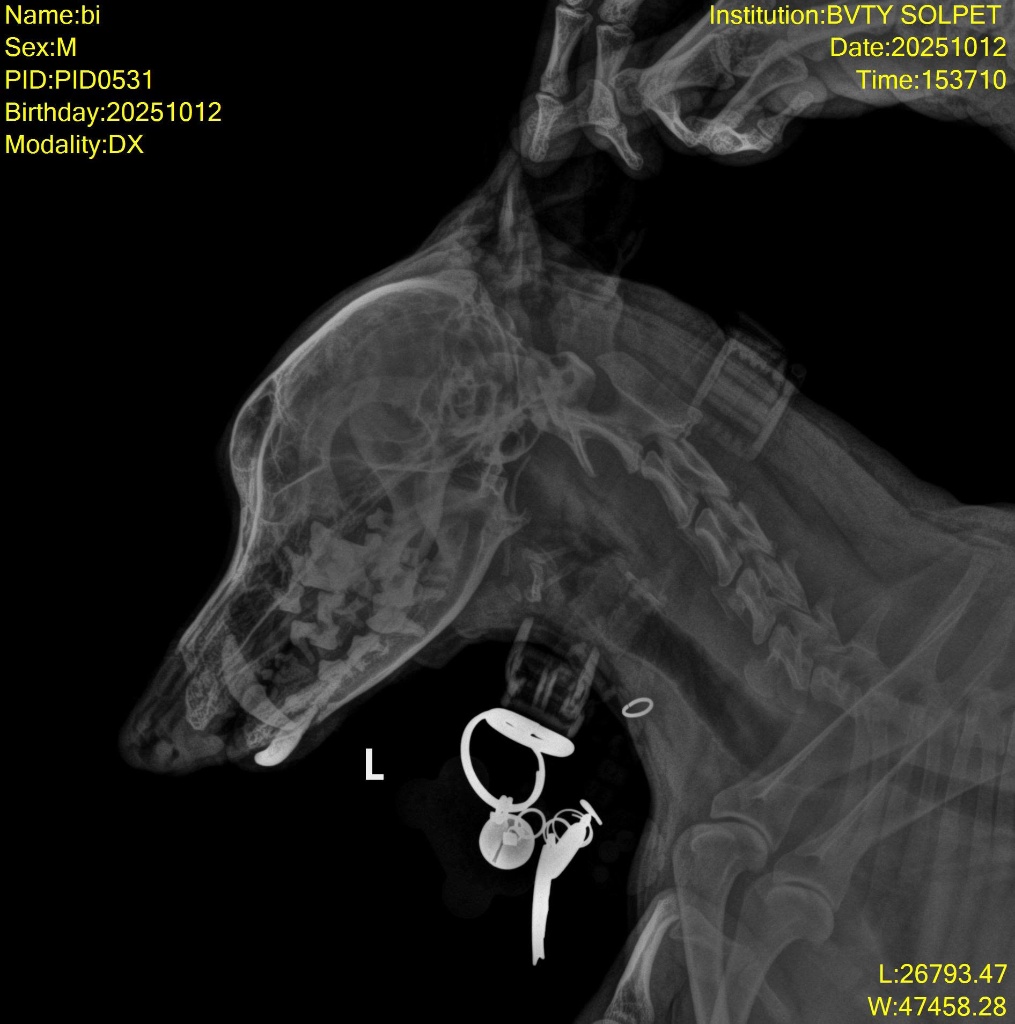 Name:bi
Sex:M
PID:PID0531
Birthday:20251012
Modality:DX
Institution:BVTY SOLPET
Date:20251012
Time:153710
L
L:26793.47
W:47458.28